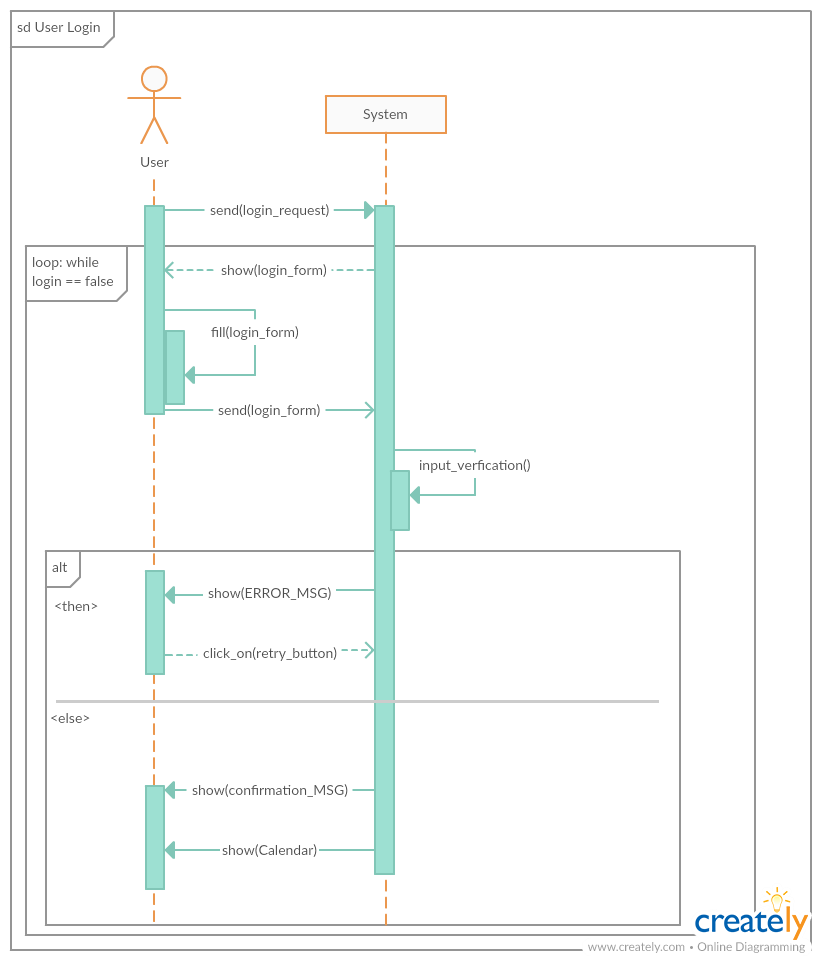 sd User Login
System
User
send(login_request)
loop: while
login == false
show(login_form)
fill(login_form)
send(login_form)
input_verfication()
alt
show(ERROR_MSG)
<then>
click_on(retry_button)
<else>
show(confirmation_MSG)
show(Calendar)
creately
www.creately.com • Online Diagramming